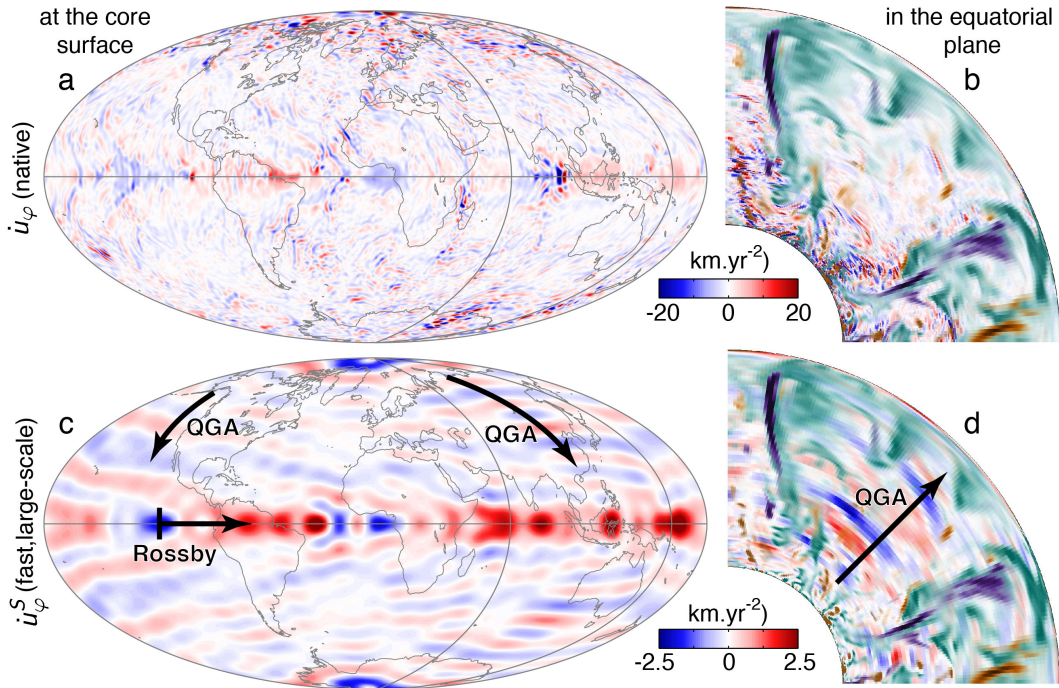 at the core
surface
in the equatorial
plane
a
b
u̇φ (native)
km.yr⁻²)
-20 0 20
c
d
QGA
QGA
QGA
Rossby
u̇φˢ (fast,large-scale)
km.yr⁻²)
-2.5 0 2.5